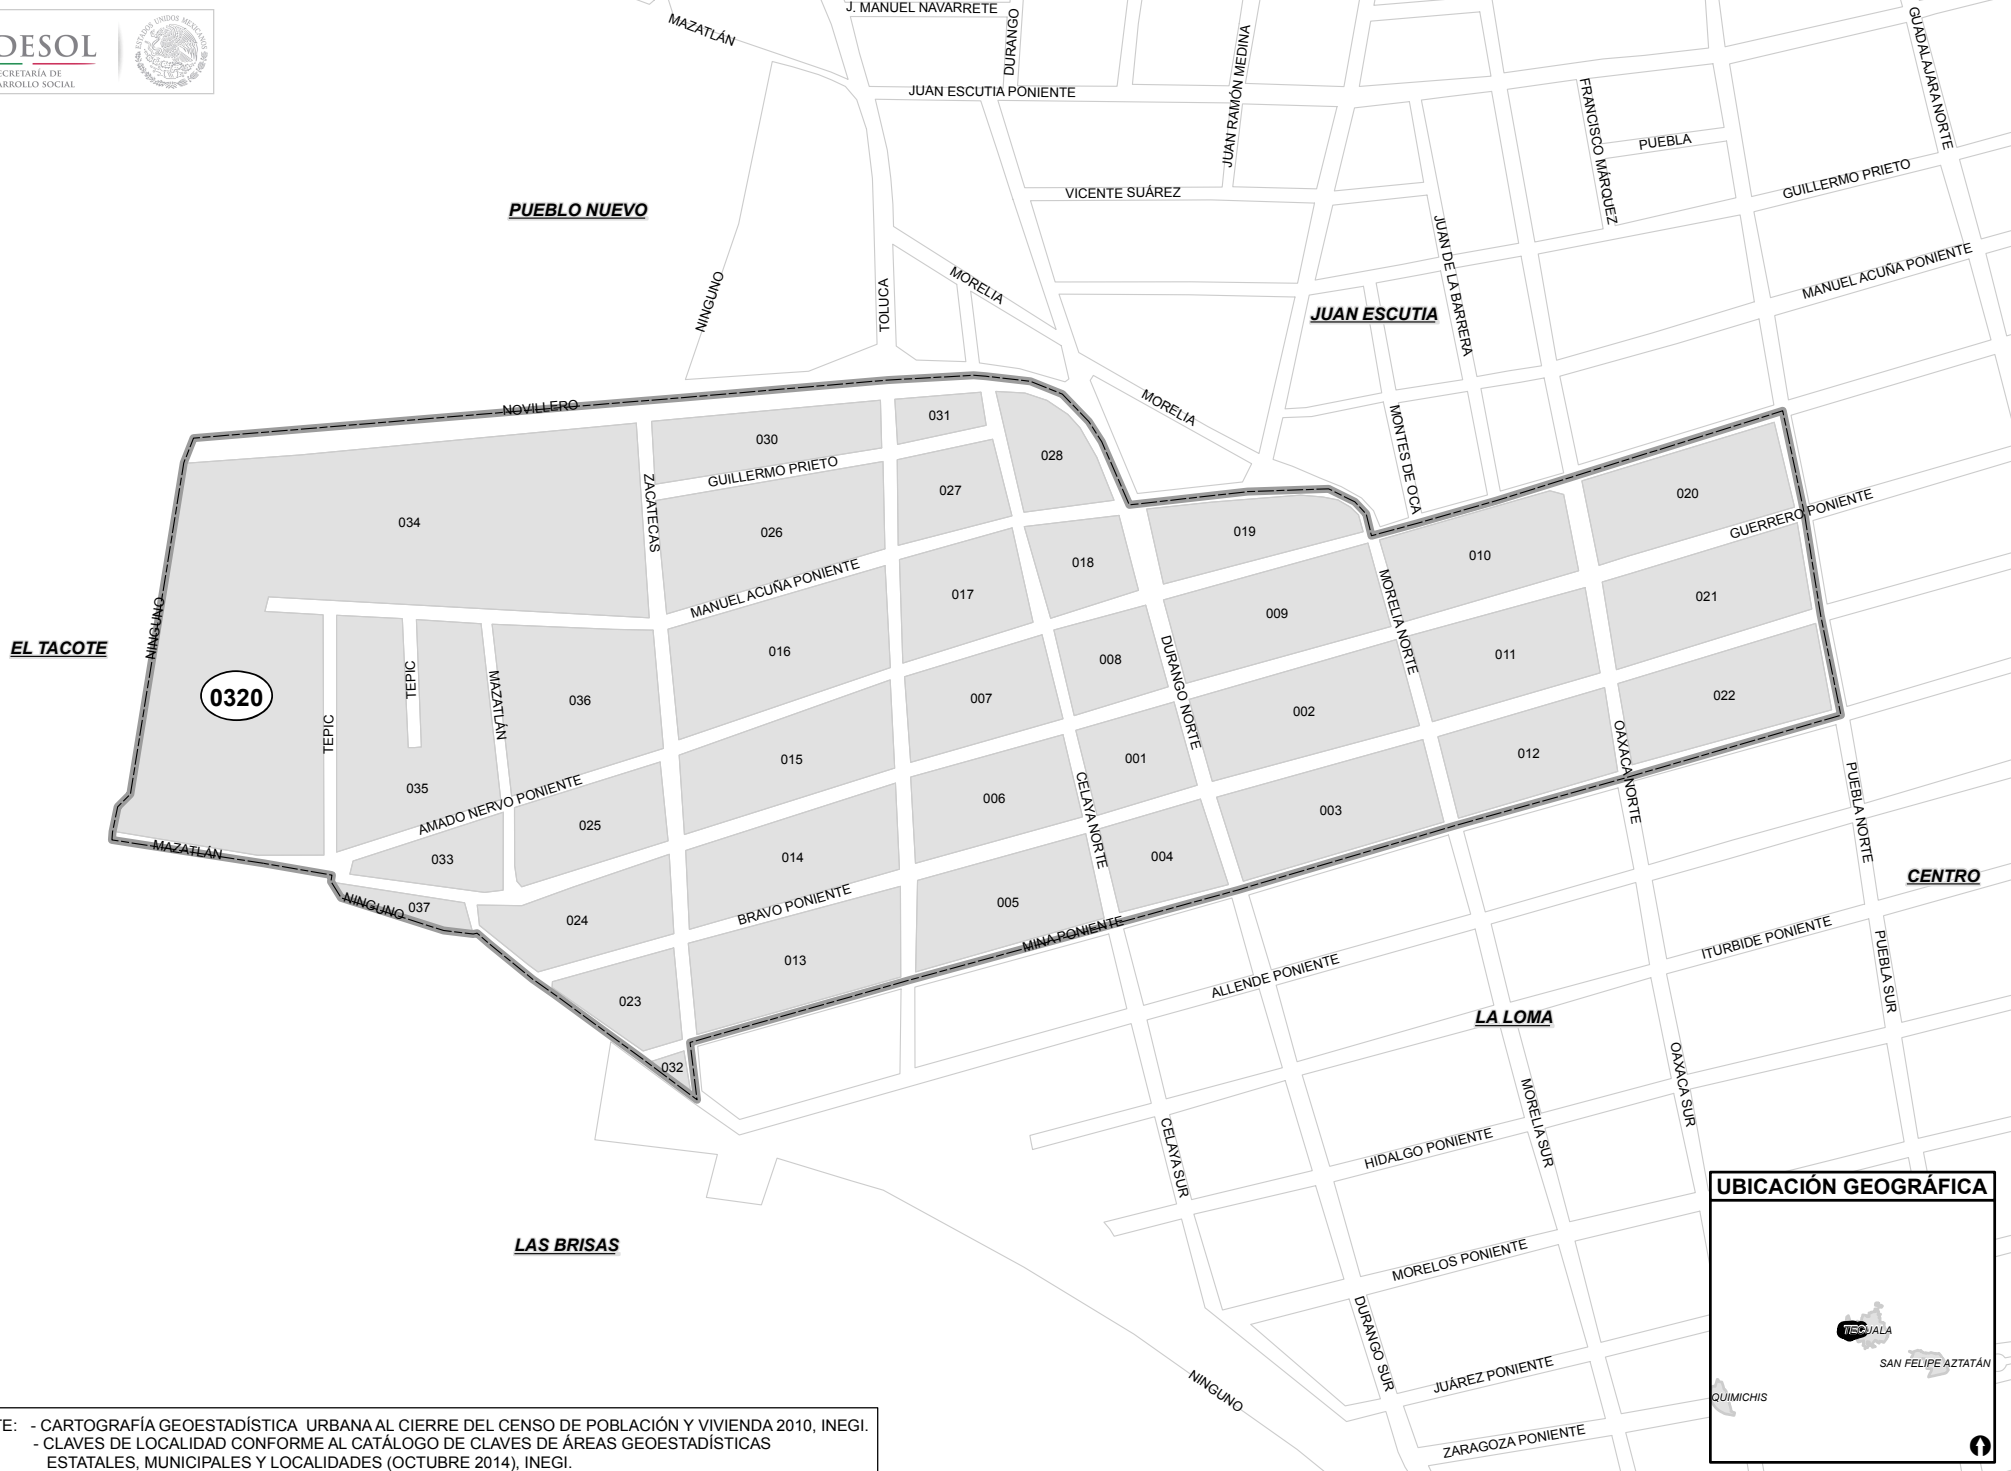 DESOL
ECRETARÍA DE
ARROLLO SOCIAL
ESTADOS UNIDOS MEXICANOS
J. MANUEL NAVARRETE
MAZATLÁN
DURANGO
JUAN RAMÓN MEDINA
JUAN ESCUTIA PONIENTE
GUADALAJARA NORTE
FRANCISCO MÁRQUEZ
PUEBLA
GUILLERMO PRIETO
VICENTE SUÁREZ
PUEBLO NUEVO
JUAN DE LA BARRERA
MANUEL ACUÑA PONIENTE
MORELIA
NINGUNO
TOLUCA
JUAN ESCUTIA
MORELIA
MONTES DE OCA
NOVILLERO
031
030
028
GUILLERMO PRIETO
ZACATECAS
027
020
GUERRERO PONIENTE
034
026
019
010
018
MANUEL ACUÑA PONIENTE
017
MORELIA NORTE
021
009
NINGUNO
EL TACOTE
016
008
DURANGO NORTE
011
0320
TEPIC
MAZATLÁN
036
007
002
022
TEPIC
OAXACA NORTE
015
001
012
PUEBLA NORTE
035
AMADO NERVO PONIENTE
025
006
CELAYA NORTE
003
MAZATLÁN
033
014
004
CENTRO
NINGUNO
037
024
BRAVO PONIENTE
005
MINA PONIENTE
ITURBIDE PONIENTE
PUEBLA SUR
013
ALLENDE PONIENTE
023
LA LOMA
032
OAXACA SUR
MORELIA SUR
CELAYA SUR
HIDALGO PONIENTE
LAS BRISAS
MORELOS PONIENTE
DURANGO SUR
JUÁREZ PONIENTE
NINGUNO
ZARAGOZA PONIENTE
UBICACIÓN GEOGRÁFICA
TECUALA
SAN FELIPE AZTATÁN
QUIMICHIS
TE: - CARTOGRAFÍA GEOESTADÍSTICA URBANA AL CIERRE DEL CENSO DE POBLACIÓN Y VIVIENDA 2010, INEGI.
- CLAVES DE LOCALIDAD CONFORME AL CATÁLOGO DE CLAVES DE ÁREAS GEOESTADÍSTICAS
ESTATALES, MUNICIPALES Y LOCALIDADES (OCTUBRE 2014), INEGI.